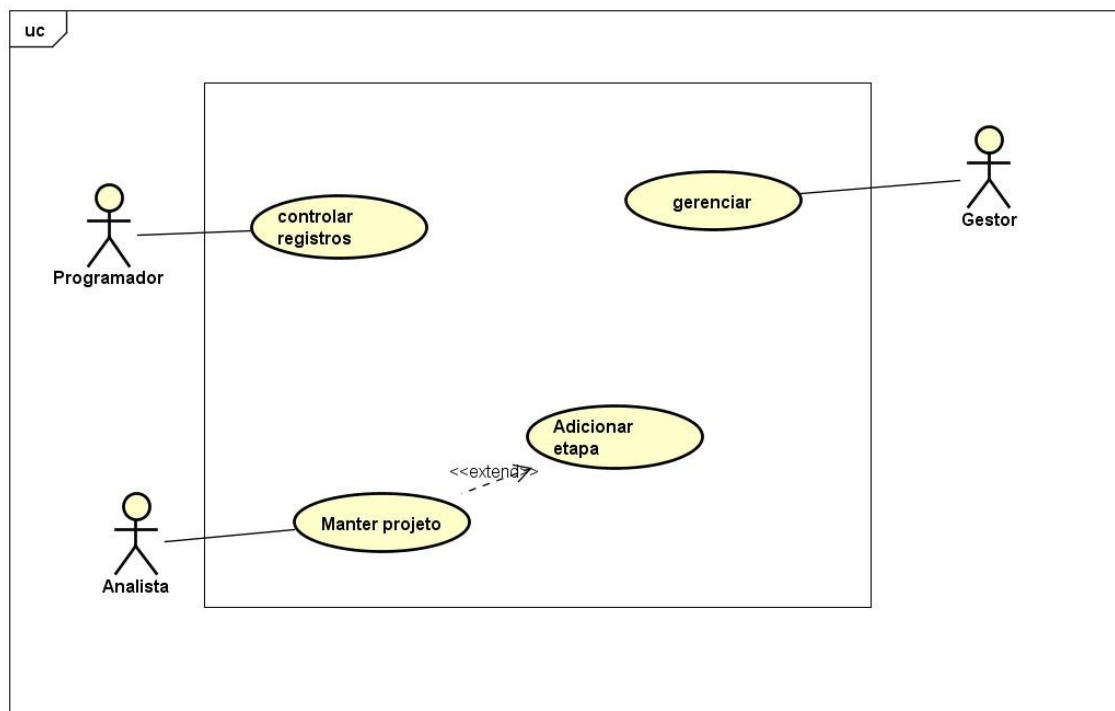 uc
controlar
registros
gerenciar
Programador
Gestor
Adicionar
etapa
<<extend>>
Manter projeto
Analista